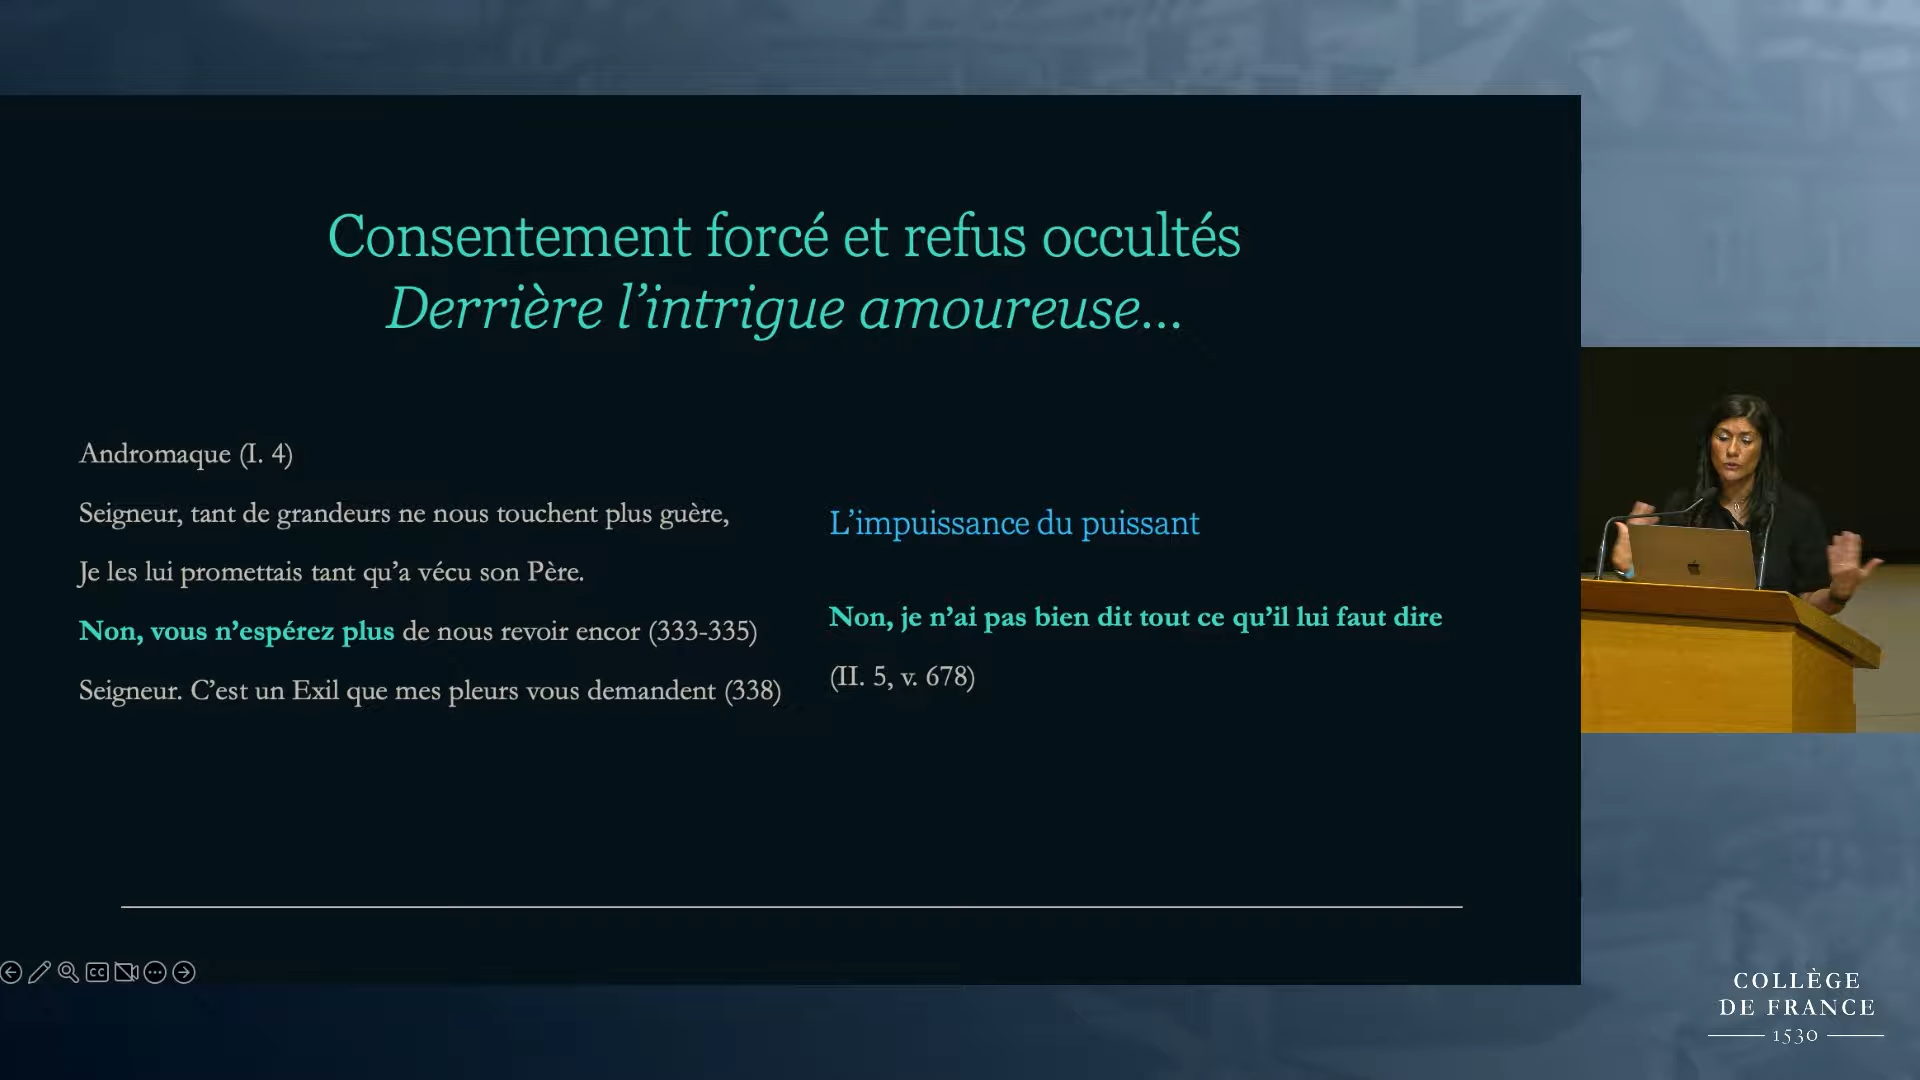 Consentement forcé et refus occultés
Derrière l’intrigue amoureuse...
Andromaque (I. 4)
Seigneur, tant de grandeurs ne nous touchent plus guère,
Je les lui promettais tant qu’a vécu son Père.
Non, vous n’espérez plus de nous revoir encor (333-335)
Seigneur. C’est un Exil que mes pleurs vous demandent (338)
L’impuissance du puissant
Non, je n’ai pas bien dit tout ce qu’il lui faut dire
(II. 5, v. 678)
CC
COLLÈGE
DE FRANCE
1530